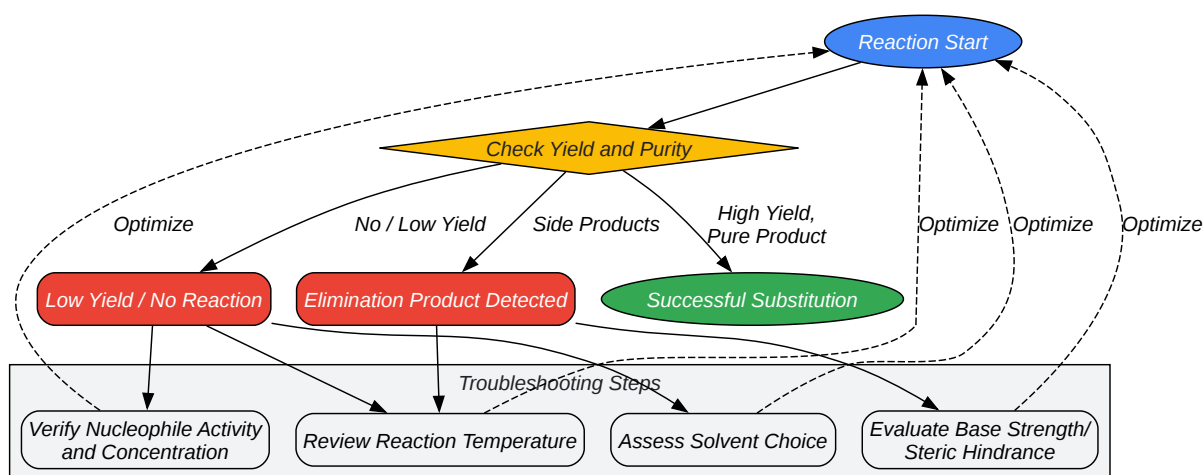 Reaction Start
Check Yield and Purity
Optimize
No / Low Yield
Side Products
High Yield,
Pure Product
Optimize
Optimize
Optimize
Low Yield / No Reaction
Elimination Product Detected
Successful Substitution
Troubleshooting Steps
Verify Nucleophile Activity
and Concentration
Review Reaction Temperature
Assess Solvent Choice
Evaluate Base Strength/
Steric Hindrance